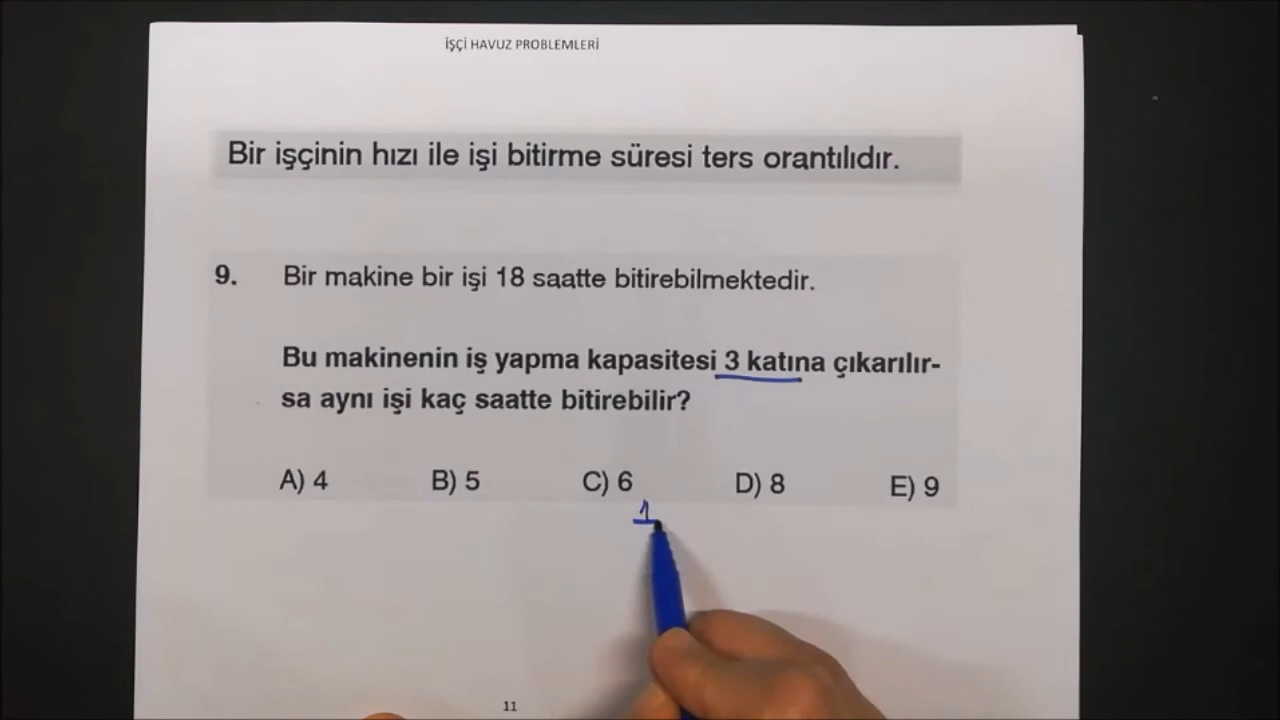 İŞÇİ HAVUZ PROBLEMLERİ
Bir işçinin hızı ile işi bitirme süresi ters orantılıdır.
9. Bir makine bir işi 18 saatte bitirebilmektedir.
Bu makinenin iş yapma kapasitesi 3 katına çıkarılır-
sa aynı işi kaç saatte bitirebilir?
A) 4 B) 5 C) 6 D) 8 E) 9
1
11